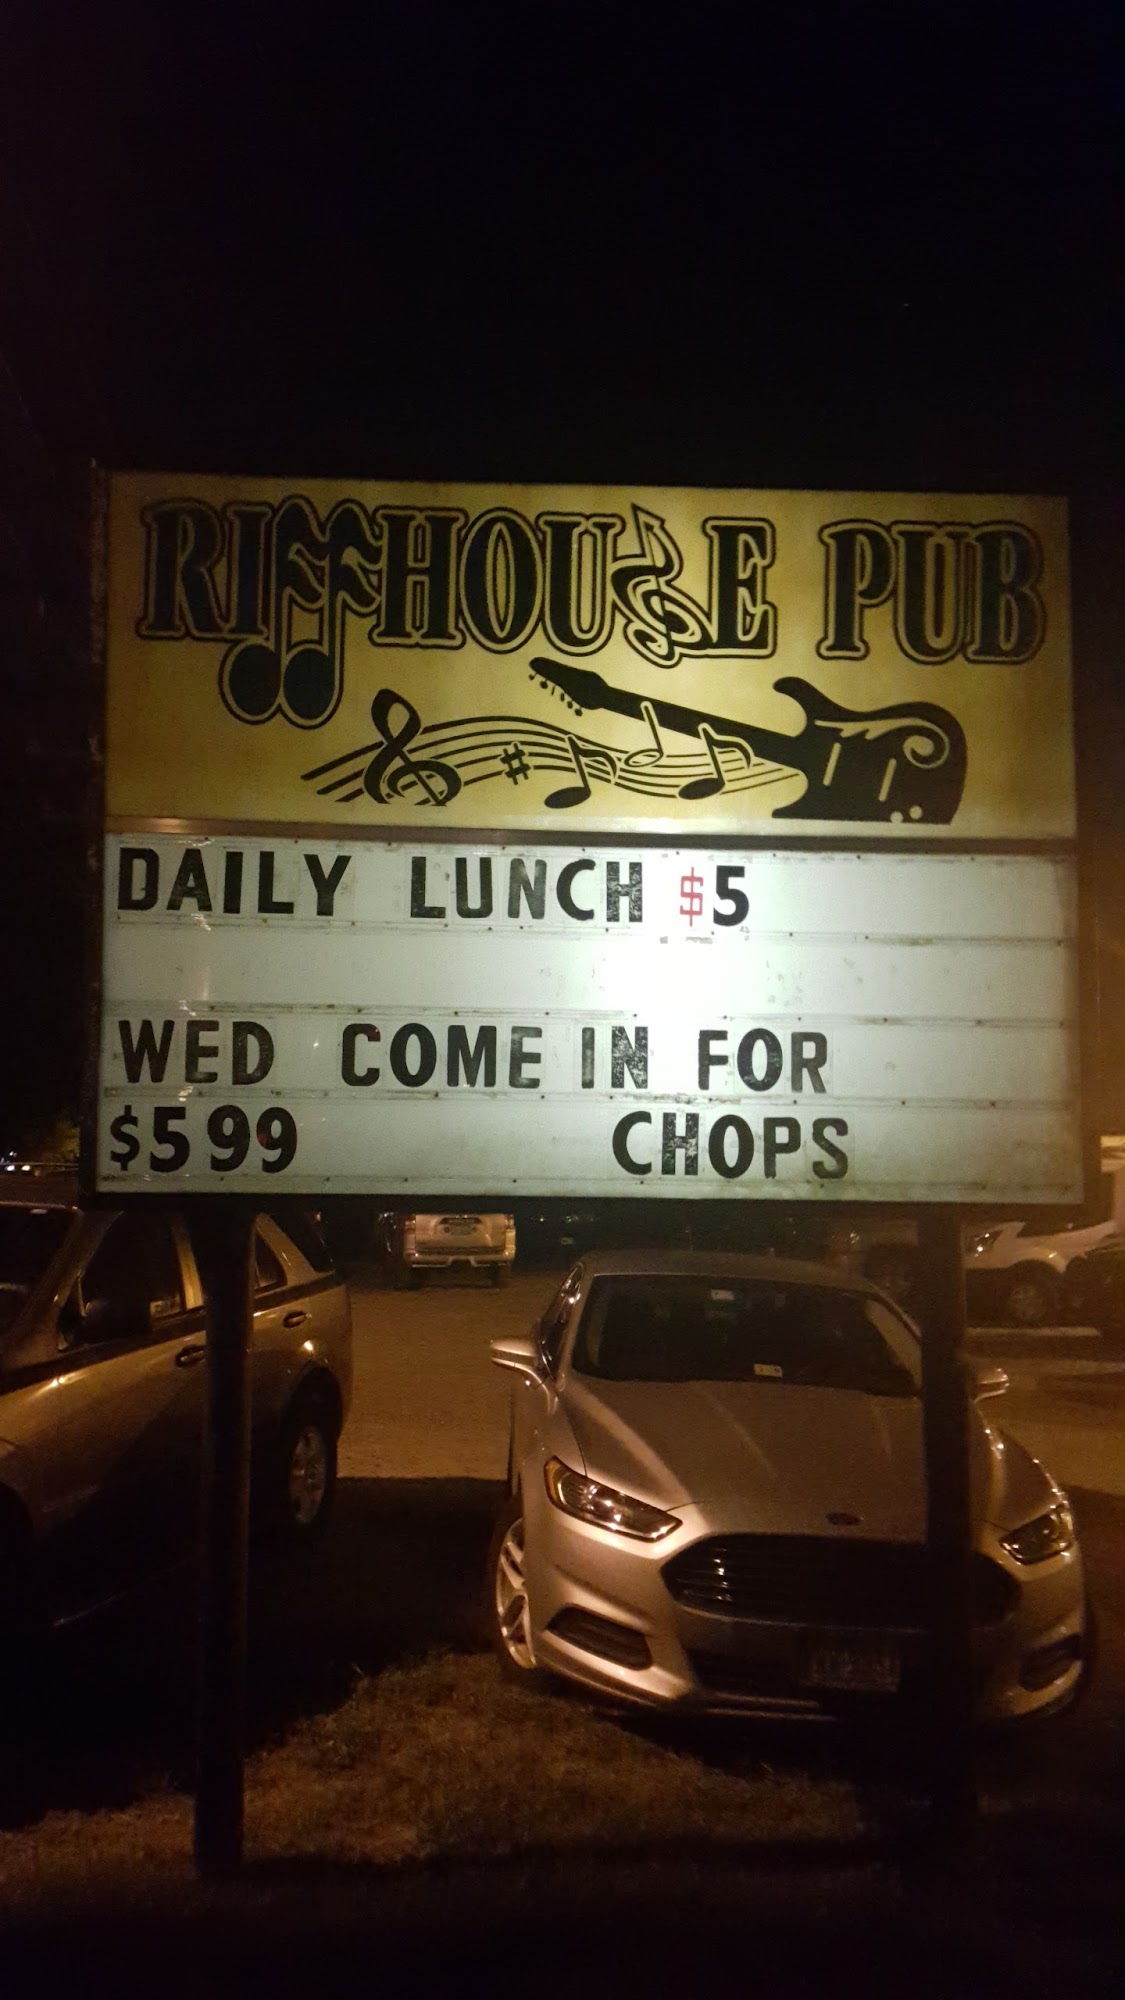 RIFFHOUSE PUB
DAILY LUNCH $5
WED COME IN FOR
$599 CHOPS